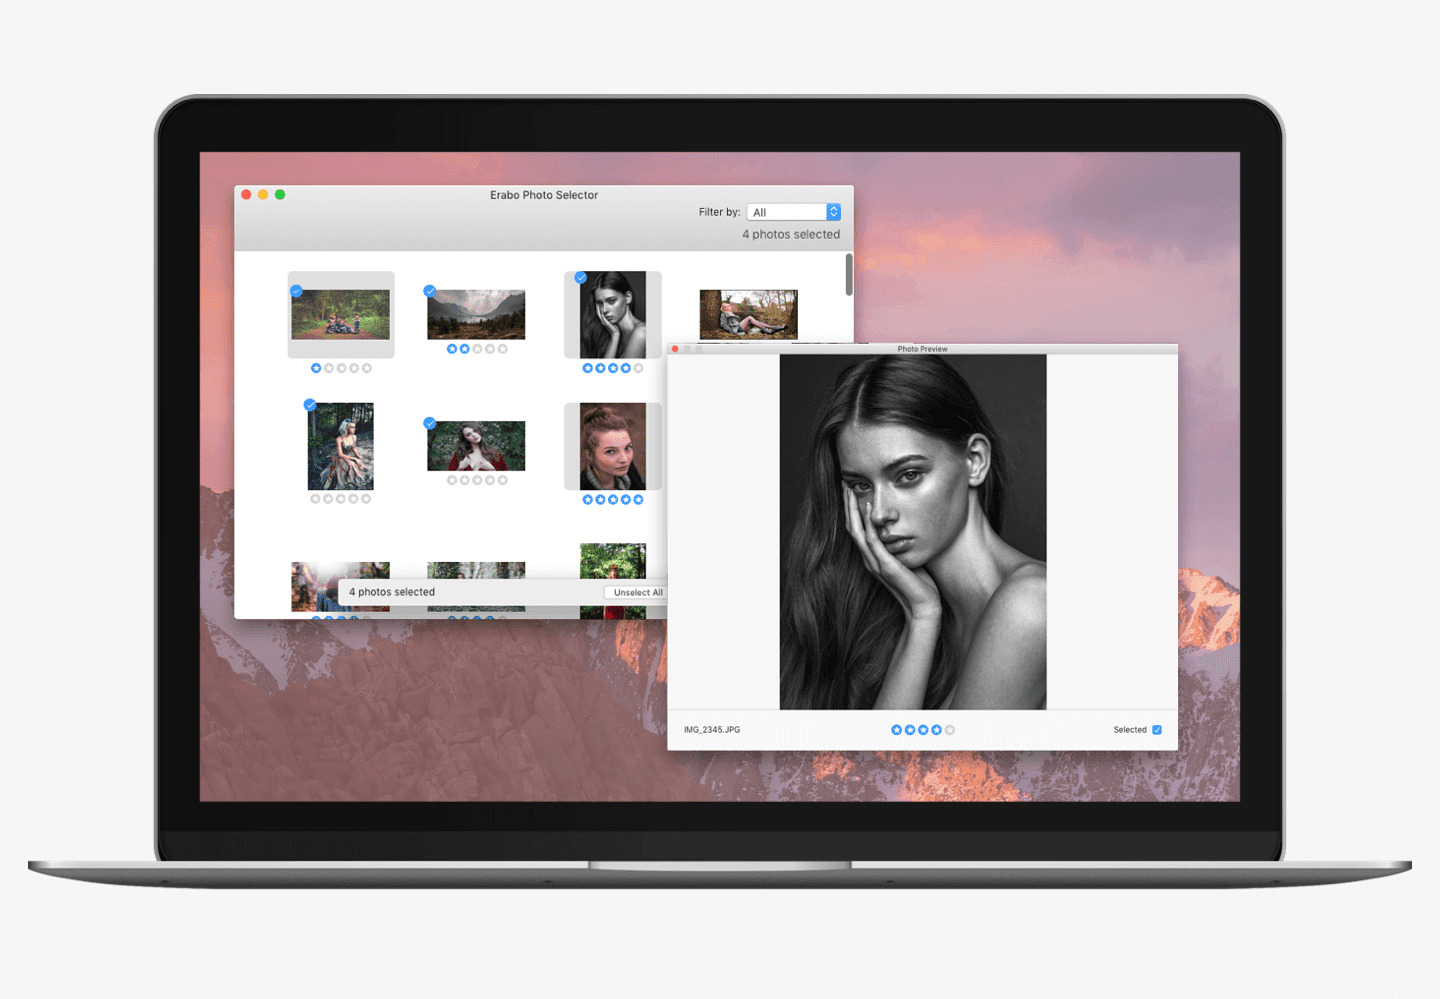 Erabo Photo Selector
Filter by: All
4 photos selected
Photo Preview
4 photos selected
Unselect All
IMG_2345.JPG
Selected